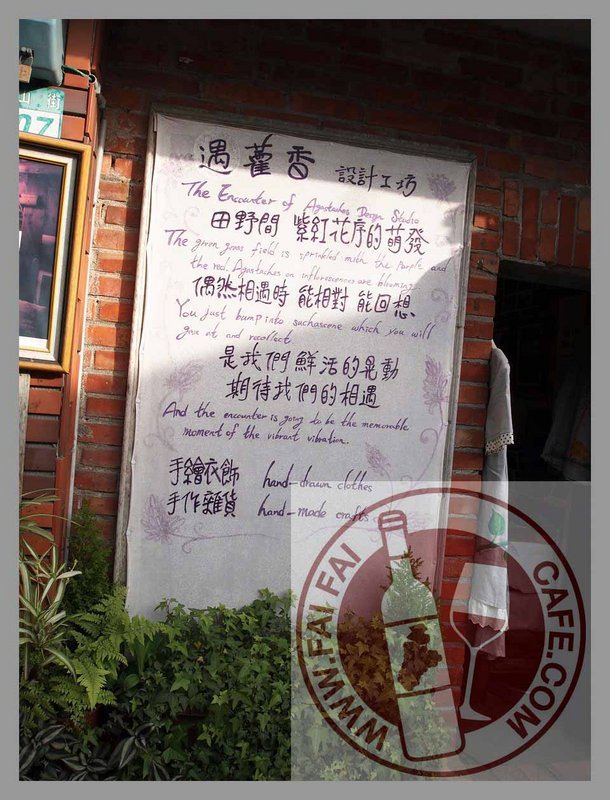 街
07
遇藿香 設計工坊
The Encounter of Agastaches Design Studio
田野間 紫紅花序的萌發
The green grass field is sprinkled with the purple and
the red Agastaches on inflorescences are blooming
偶然相遇時 能相對 能回想
You just bump into suchascene which you will
gaze at and recollect
是我們鮮活的晃動
期待我們的相遇
And the encounter is going to be the memorable
moment of the vibrant vibration.
手繪衣飾 hand-drawn clothes
手作雜貨 hand-made crafts
WWW.FAI FAI CAFE.COM